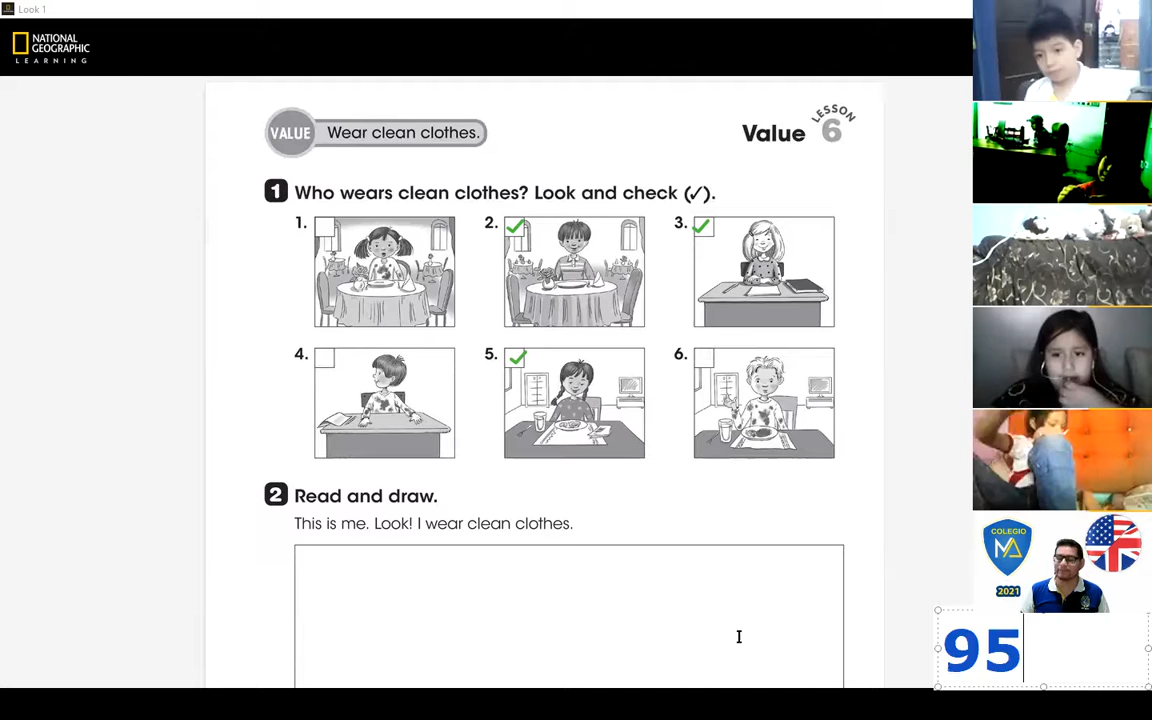 Look 1
NATIONAL
GEOGRAPHIC
LEARNING
VALUE Wear clean clothes.
Value LESSON 6
1 Who wears clean clothes? Look and check (✓).
1. 2. ✓ 3. ✓
4. 5. ✓ 6.
2 Read and draw.
This is me. Look! I wear clean clothes.
COLEGIO
MA
2021
95